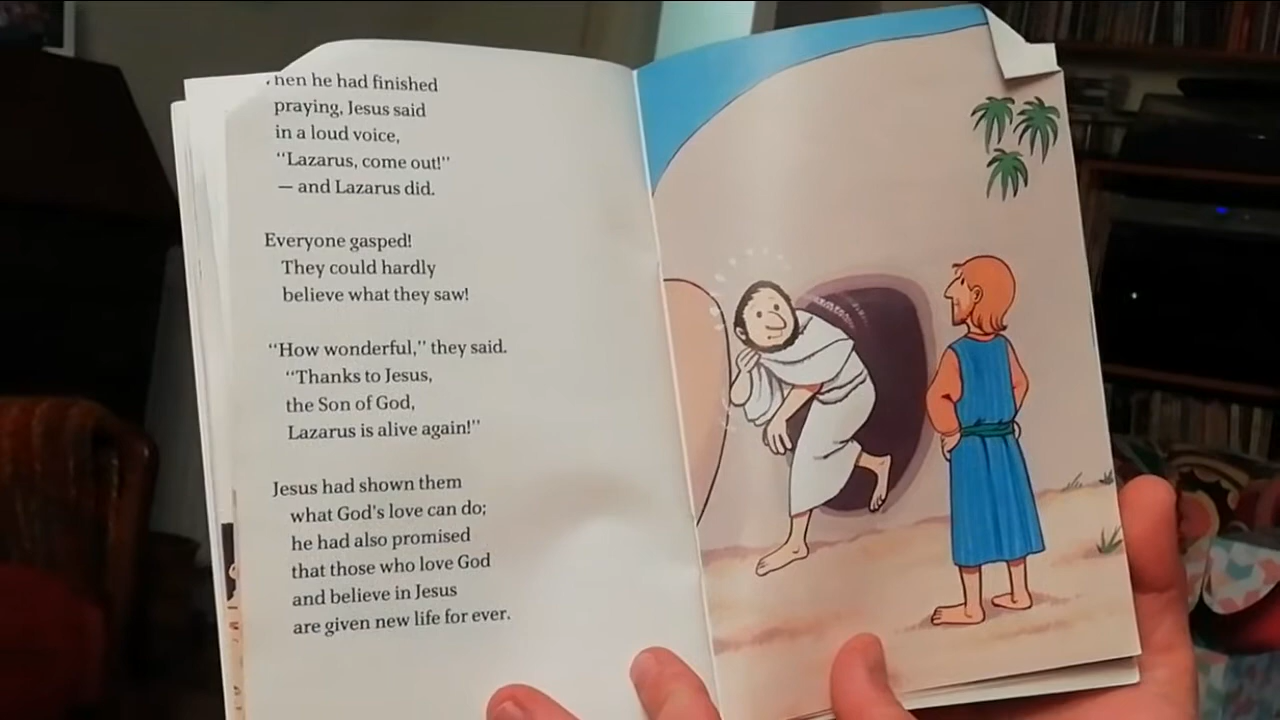 hen he had finished
praying, Jesus said
in a loud voice,
"Lazarus, come out!"
— and Lazarus did.
Everyone gasped!
They could hardly
believe what they saw!
"How wonderful," they said.
"Thanks to Jesus,
the Son of God,
Lazarus is alive again!"
Jesus had shown them
what God's love can do;
he had also promised
that those who love God
and believe in Jesus
are given new life for ever.